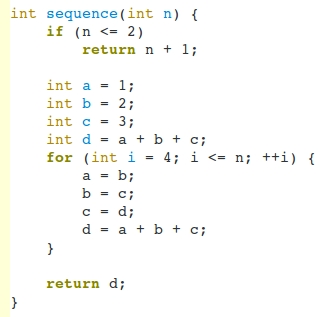 int sequence(int n) {
    if (n <= 2)
        return n + 1;

    int a = 1;
    int b = 2;
    int c = 3;
    int d = a + b + c;
    for (int i = 4; i <= n; ++i) {
        a = b;
        b = c;
        c = d;
        d = a + b + c;
    }

    return d;
}